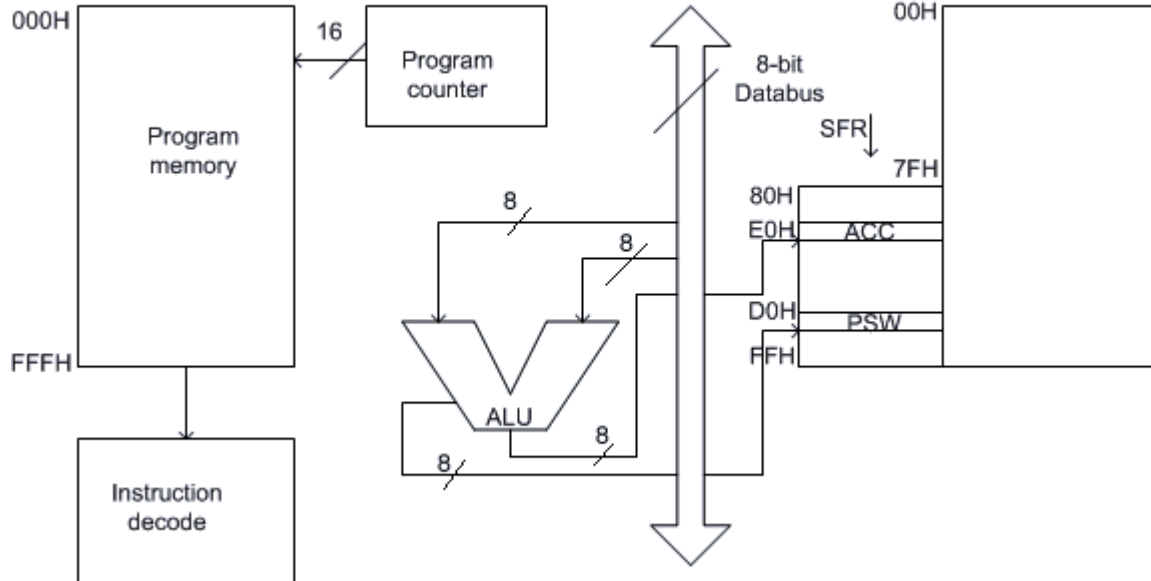 000H
16
Program
counter
Program
memory
FFFH
Instruction
decode
8
8
ALU
8
8
8-bit
Databus
00H
SFR
7FH
80H
E0H
ACC
D0H
PSW
FFH